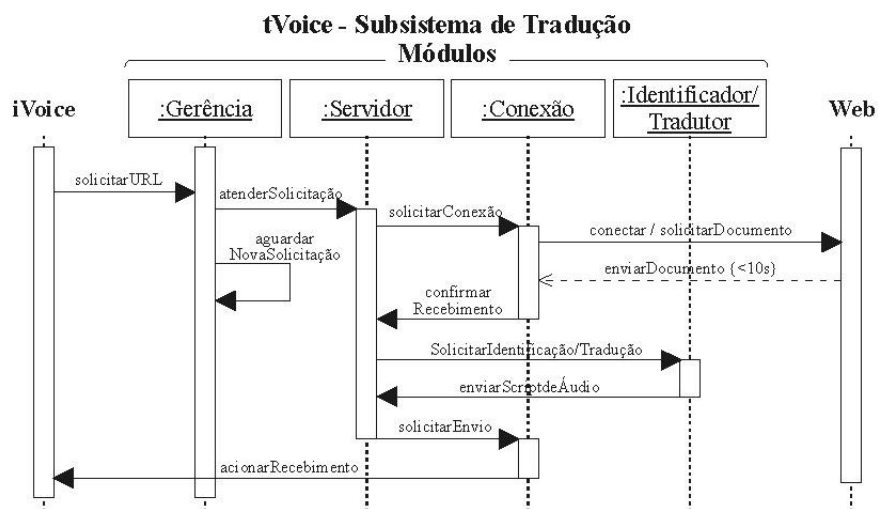 tVoice - Subsistema de Tradução
Módulos
iVoice
:Gerência
:Servidor
:Conexão
:Identificador/
Tradutor
Web
solicitarURL
atenderSolicitação
solicitarConexão
conectar / solicitarDocumento
aguardar
NovaSolicitação
enviarDocumento {<10s}
confirmar
Recebimento
SolicitarIdentificação/Tradução
enviarScriptdeÁudio
solicitarEnvio
acionarRecebimento